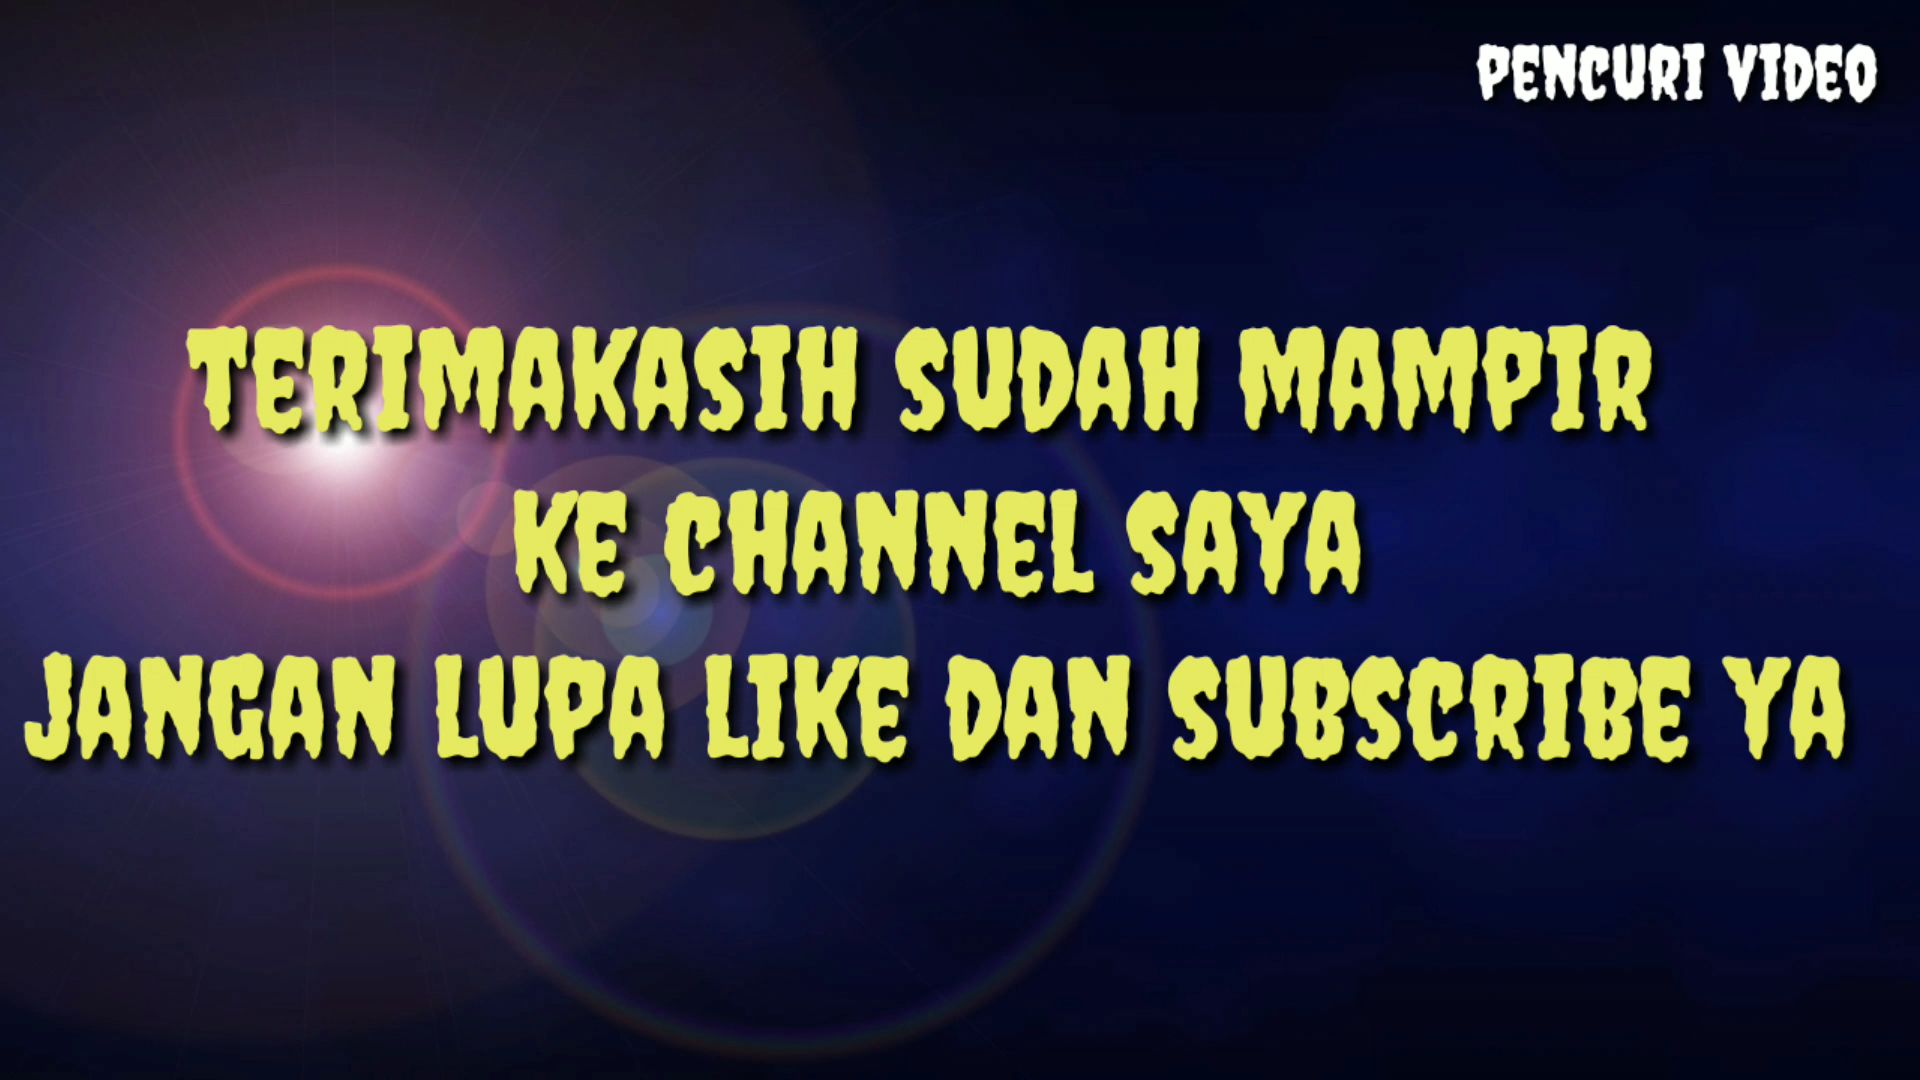 PENCURI VIDEO
TERIMAKASIH SUDAH MAMPIR
KE CHANNEL SAYA
JANGAN LUPA LIKE DAN SUBSCRIBE YA